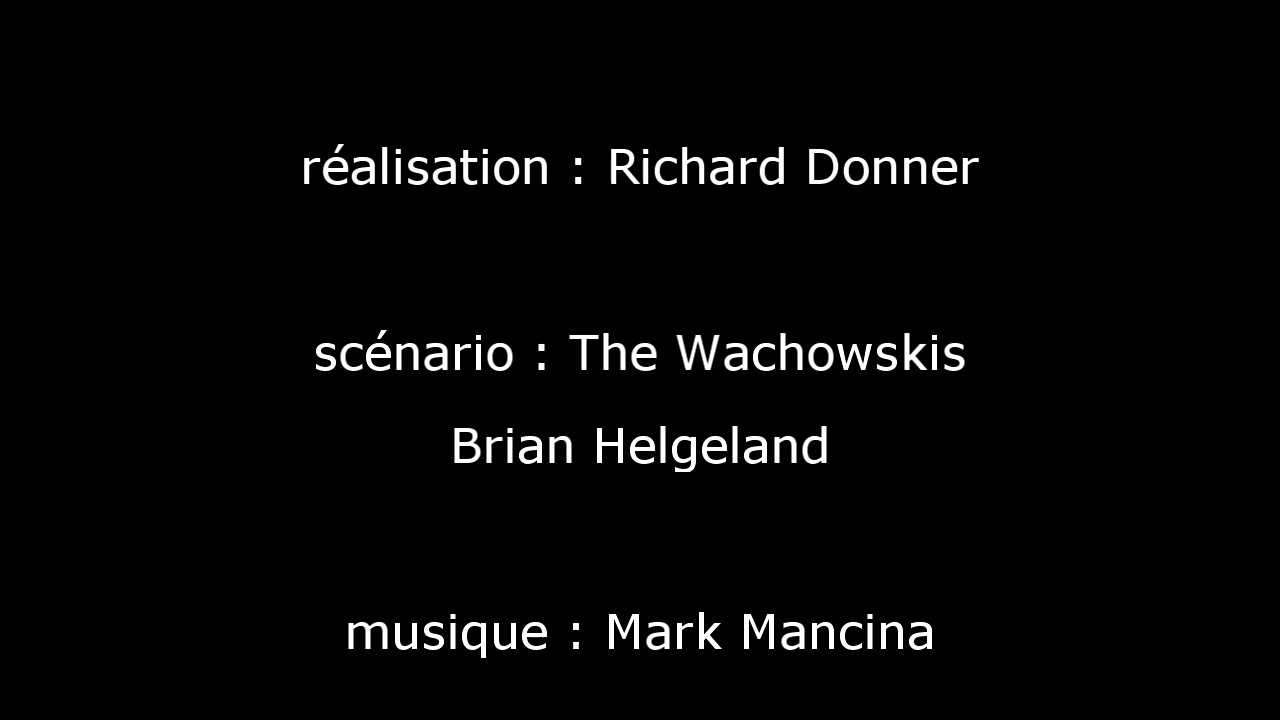 réalisation : Richard Donner
scénario : The Wachowskis
Brian Helgeland
musique : Mark Mancina